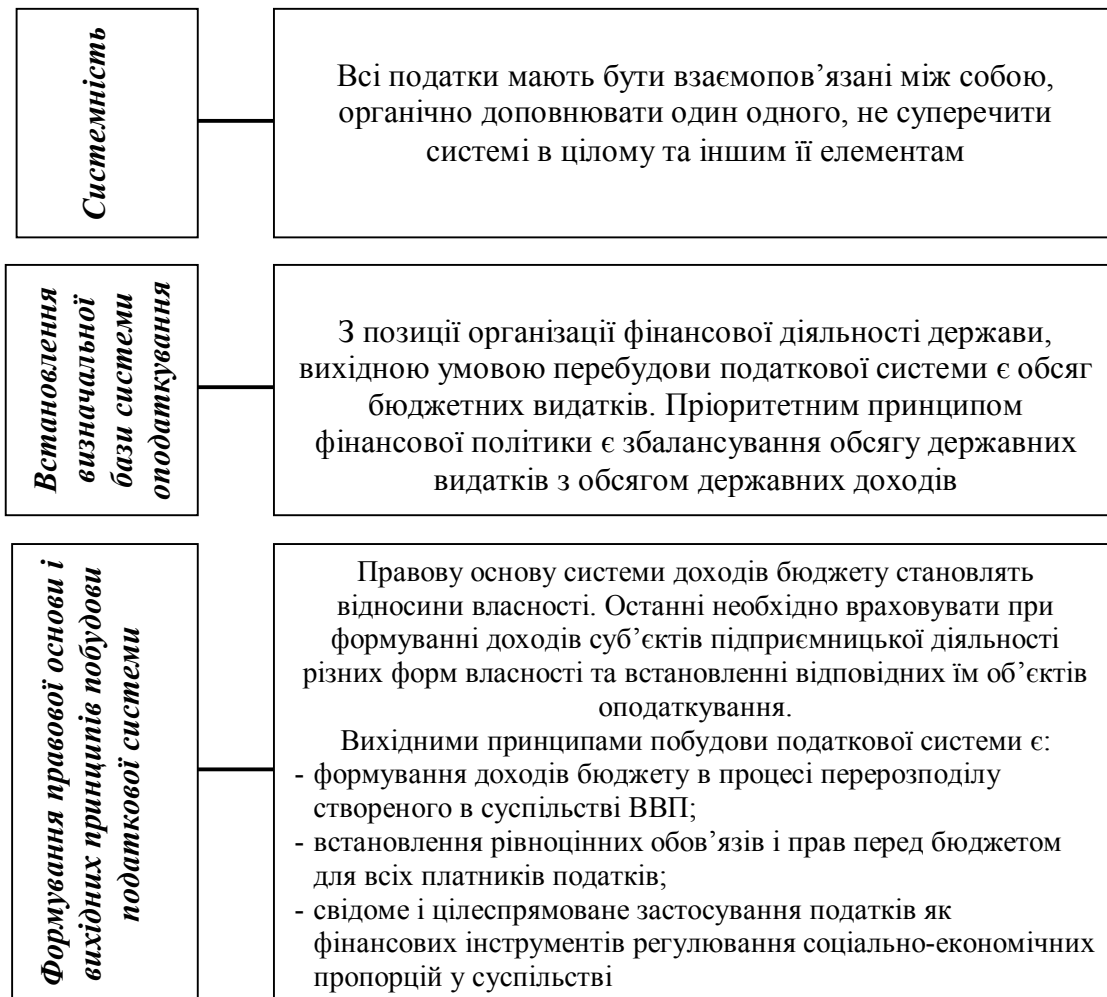 Системність
Всі податки мають бути взаємопов’язані між собою,
органічно доповнювати один одного, не суперечити
системі в цілому та іншим її елементам
Встановлення
визначальної
бази системи
оподаткування
З позиції організації фінансової діяльності держави,
вихідною умовою перебудови податкової системи є обсяг
бюджетних видатків. Пріоритетним принципом
фінансової політики є збалансування обсягу державних
видатків з обсягом державних доходів
Формування правової основи і
вихідних принципів побудови
податкової системи
Правову основу системи доходів бюджету становлять
відносини власності. Останні необхідно враховувати при
формуванні доходів суб’єктів підприємницької діяльності
різних форм власності та встановленні відповідних їм об’єктів
оподаткування.
Вихідними принципами побудови податкової системи є:
- формування доходів бюджету в процесі перерозподілу
створеного в суспільстві ВВП;
- встановлення рівноцінних обов’язів і прав перед бюджетом
для всіх платників податків;
- свідоме і цілеспрямоване застосування податків як
фінансових інструментів регулювання соціально-економічних
пропорцій у суспільстві